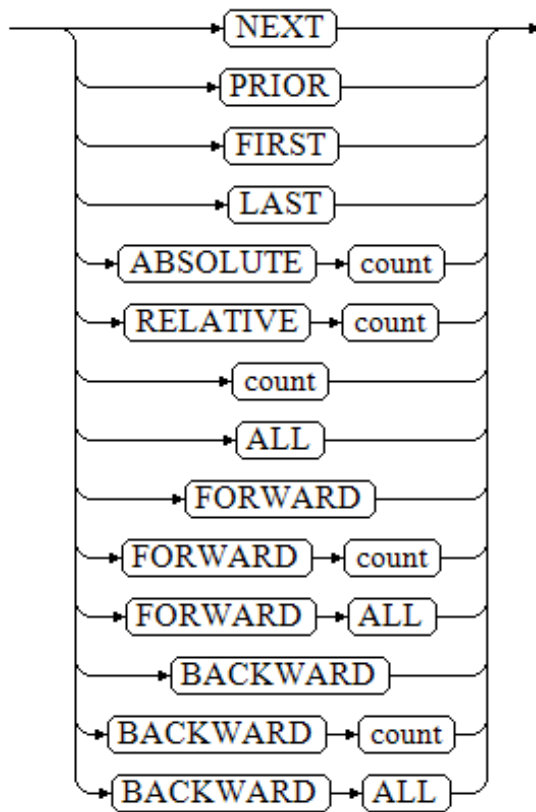 NEXT
PRIOR
FIRST
LAST
ABSOLUTE count
RELATIVE count
count
ALL
FORWARD
FORWARD count
FORWARD ALL
BACKWARD
BACKWARD count
BACKWARD ALL